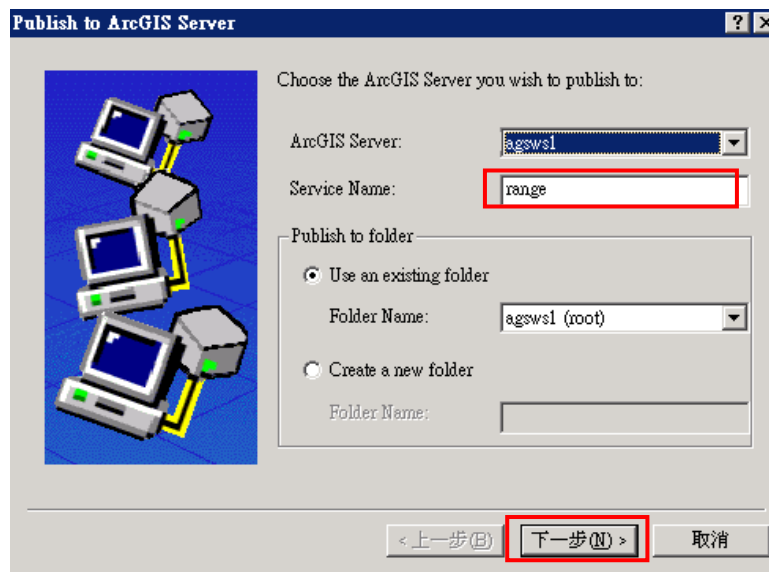 Publish to ArcGIS Server
Choose the ArcGIS Server you wish to publish to:
ArcGIS Server: agsws1
Service Name: range
Publish to folder
Use an existing folder
Folder Name: agsws1 (root)
Create a new folder
Folder Name:
<上一步(B) 下一步(N) > 取消